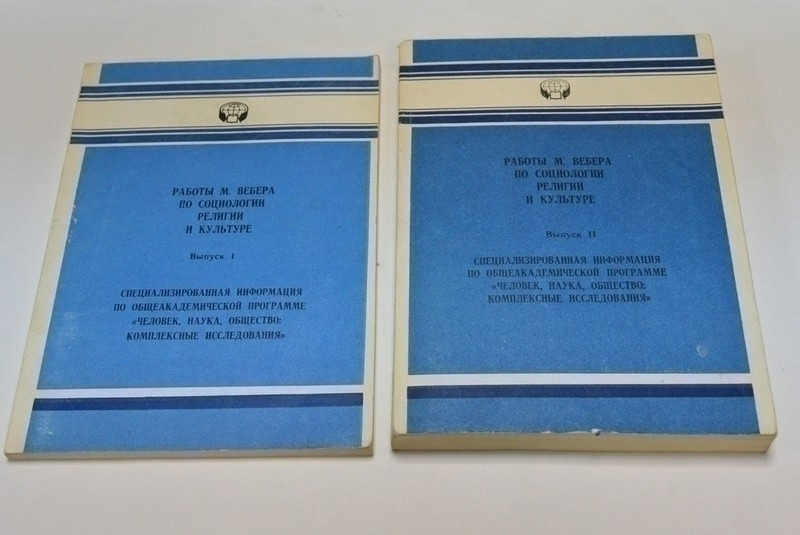 РАБОТЫ М. ВЕБЕРА
ПО СОЦИОЛОГИИ
РЕЛИГИИ
И КУЛЬТУРЕ
Выпуск I
СПЕЦИАЛИЗИРОВАННАЯ ИНФОРМАЦИЯ
ПО ОБЩЕАКАДЕМИЧЕСКОЙ ПРОГРАММЕ
«ЧЕЛОВЕК, НАУКА, ОБЩЕСТВО:
КОМПЛЕКСНЫЕ ИССЛЕДОВАНИЯ»
РАБОТЫ М. ВЕБЕРА
ПО СОЦИОЛОГИИ
РЕЛИГИИ
И КУЛЬТУРЕ
Выпуск II
СПЕЦИАЛИЗИРОВАННАЯ ИНФОРМАЦИЯ
ПО ОБЩЕАКАДЕМИЧЕСКОЙ ПРОГРАММЕ
«ЧЕЛОВЕК, НАУКА, ОБЩЕСТВО:
КОМПЛЕКСНЫЕ ИССЛЕДОВАНИЯ»